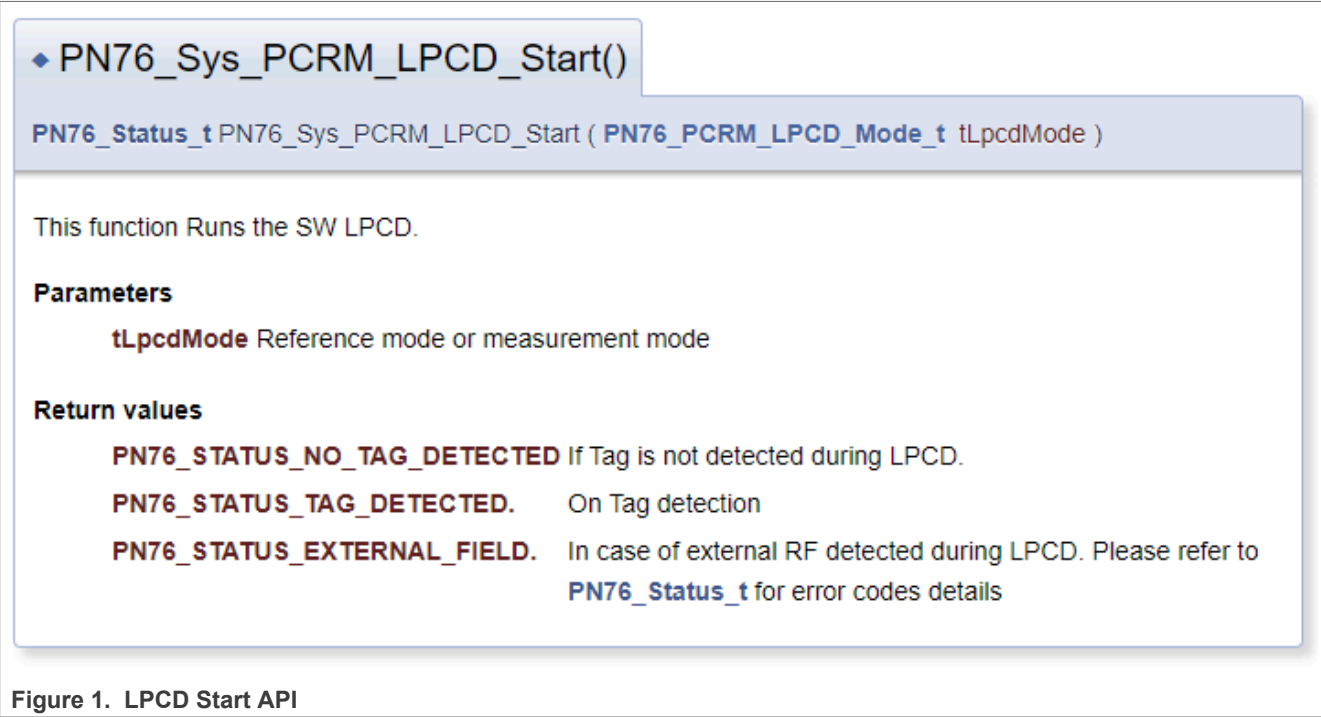 PN76_Sys_PCRM_LPCD_Start()
PN76_Status_t PN76_Sys_PCRM_LPCD_Start ( PN76_PCRM_LPCD_Mode_t tLpcdMode )
This function Runs the SW LPCD.
Parameters
tLpcdMode Reference mode or measurement mode
Return values
PN76_STATUS_NO_TAG_DETECTED If Tag is not detected during LPCD.
PN76_STATUS_TAG_DETECTED. On Tag detection
PN76_STATUS_EXTERNAL_FIELD. In case of external RF detected during LPCD. Please refer to
PN76_Status_t for error codes details
Figure 1. LPCD Start API